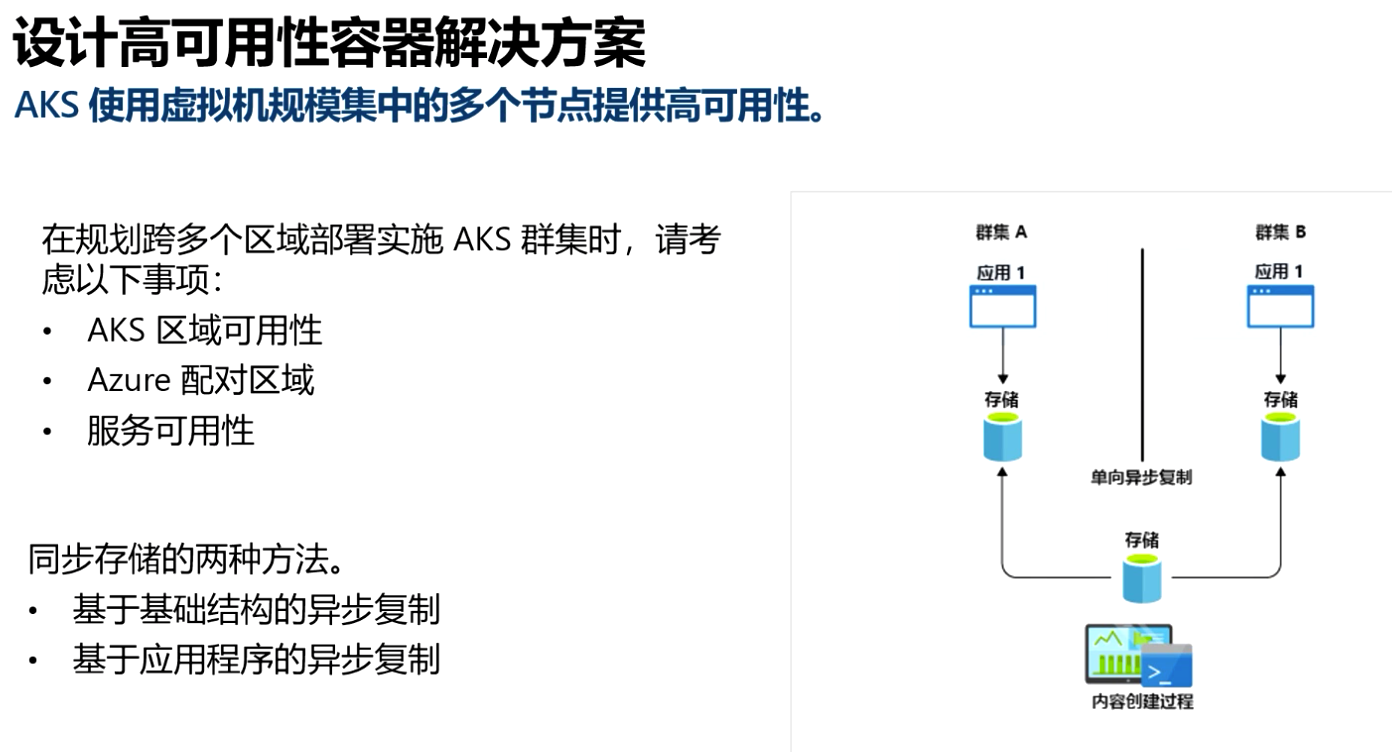 设计高可用性容器解决方案
AKS 使用虚拟机规模集中的多个节点提供高可用性。
在规划跨多个区域部署实施 AKS 群集时，请考
虑以下事项：
• AKS 区域可用性
• Azure 配对区域
• 服务可用性
同步存储的两种方法。
• 基于基础结构的异步复制
• 基于应用程序的异步复制
群集 A
群集 B
应用 1
应用 1
存储
存储
单向异步复制
存储
内容创建过程